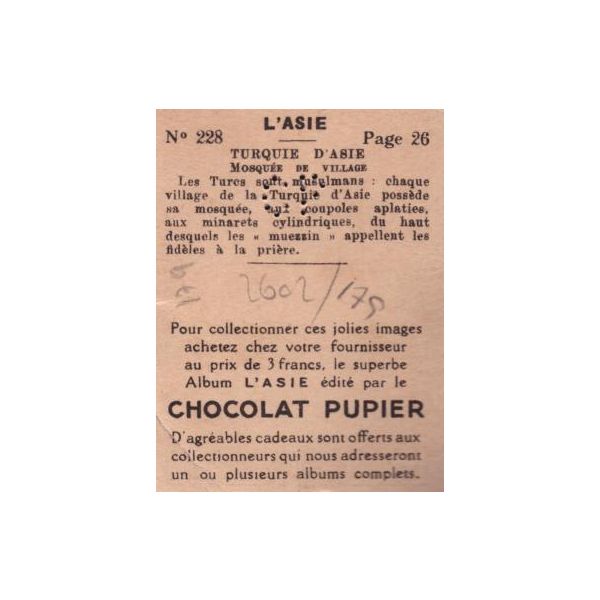 L'ASIE
Nº 228 Page 26
TURQUIE D'ASIE
MOSQUÉE DE VILLAGE
Les Turcs sont musulmans : chaque
village de la Turquie d'Asie possède
sa mosquée, aux coupoles aplaties,
aux minarets cylindriques, du haut
desquels les « muezzin » appellent les
fidèles à la prière.
2602/175
Pour collectionner ces jolies images
achetez chez votre fournisseur
au prix de 3 francs, le superbe
Album L'ASIE édité par le
CHOCOLAT PUPIER
D'agréables cadeaux sont offerts aux
collectionneurs qui nous adresseront
un ou plusieurs albums complets.